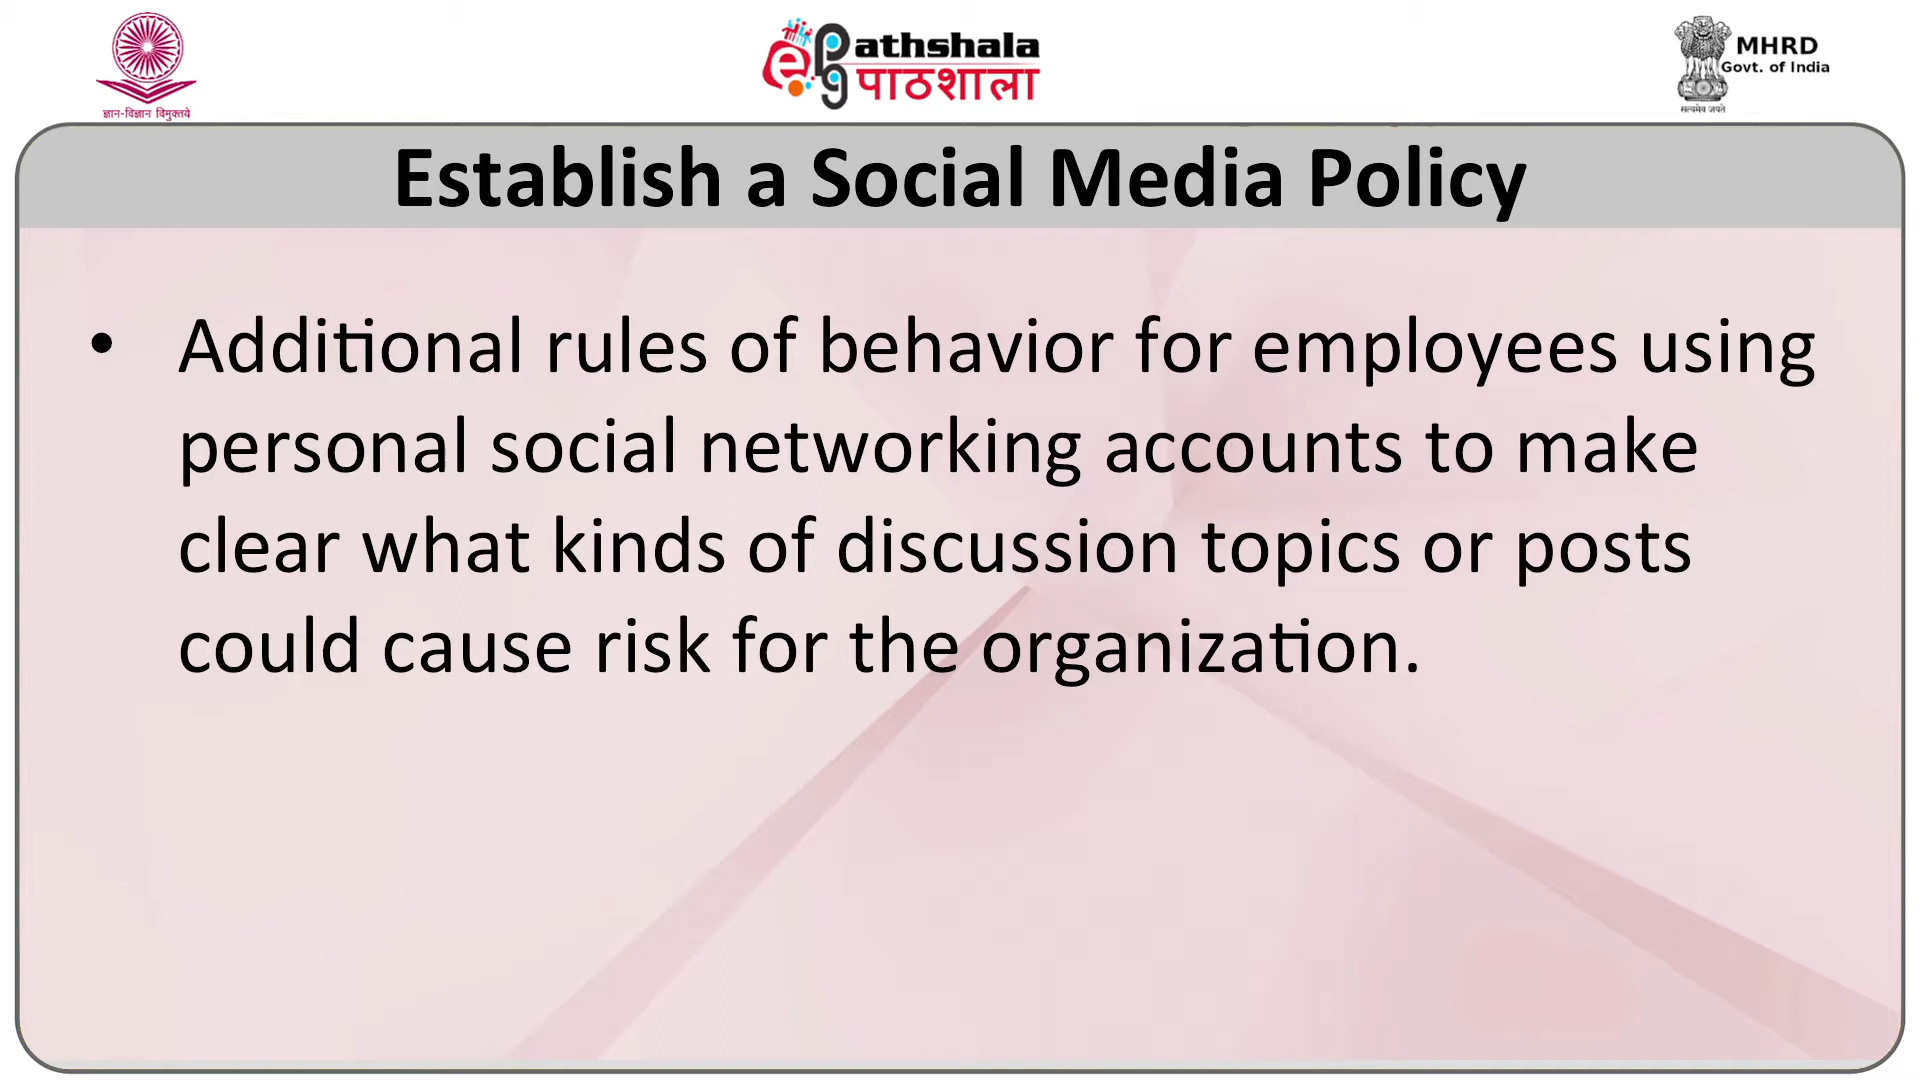 ज्ञान-विज्ञान विमुक्तये
e pg Pathshala
पाठशाला
MHRD
Govt. of India
सत्यमेव जयते
Establish a Social Media Policy
• Additional rules of behavior for employees using
personal social networking accounts to make
clear what kinds of discussion topics or posts
could cause risk for the organization.